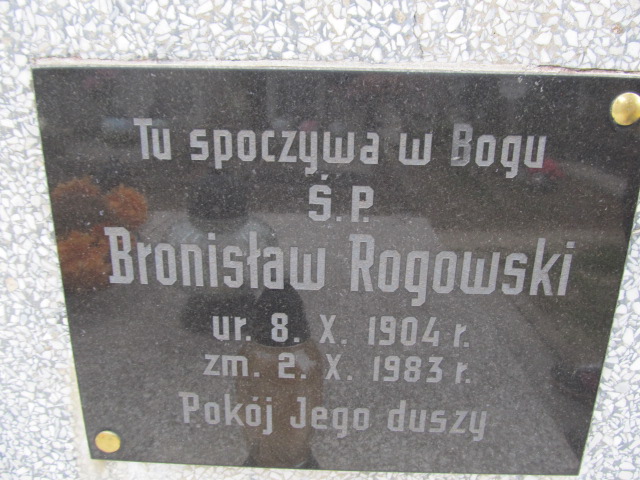 Tu spoczywa w Bogu
Ś.P.
Bronisław Rogowski
ur. 8. X. 1904 r.
zm. 2. X. 1983 r.
Pokój Jego duszy